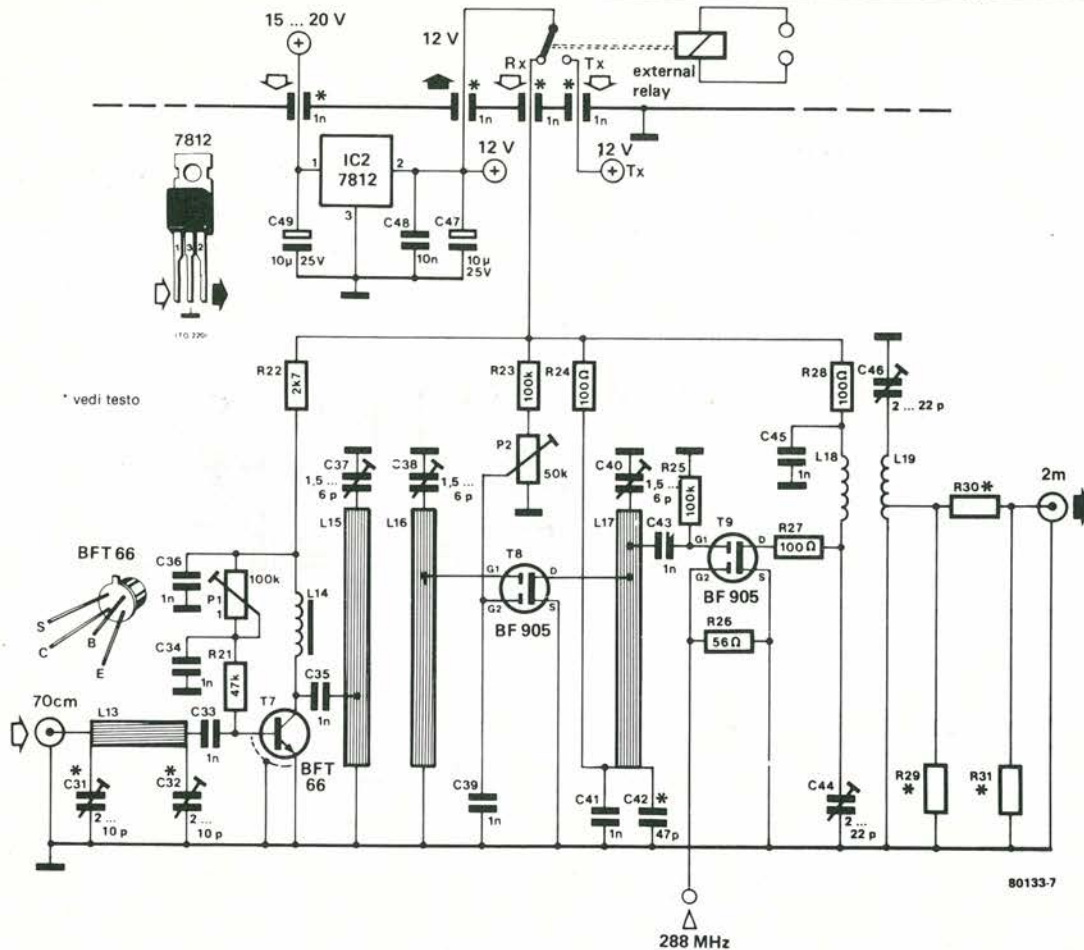 15 ... 20 V
12 V
Rx
Tx
external
relay
*
1n
*
1n
*
1n
*
1n
7812
1
IC2
7812
2
3
12 V
12 V
Tx
C49
10µ
25V
C48
10n
C47
10µ
25V
1
3
2
(TO 220)
* vedi testo
R22
2k7
R23
100k
R24
100Ω
R28
100Ω
C46
2 ... 22 p
P2
50k
C45
1n
L18
L19
C37
1,5 ...
6 p
C38
1,5 ...
6 p
C40
1,5 ...
6 p
R25
100k
R30*
2m
L15
L16
L17
C43
1n
T9
G1
G2
D
S
BF 905
R27
100Ω
T8
G1
G2
D
S
BF 905
R26
56Ω
BFT 66
S
C
B
E
C36
1n
100k
P1
1
L14
C34
1n
R21
47k
C35
1n
T7
BFT
66
70cm
L13
C33
1n
*
C31
2 ...
10 p
*
C32
2 ...
10 p
C39
1n
C41
1n
C42
*
47p
C44
2 ...
22 p
R29
*
R31
*
80133-7
288 MHz